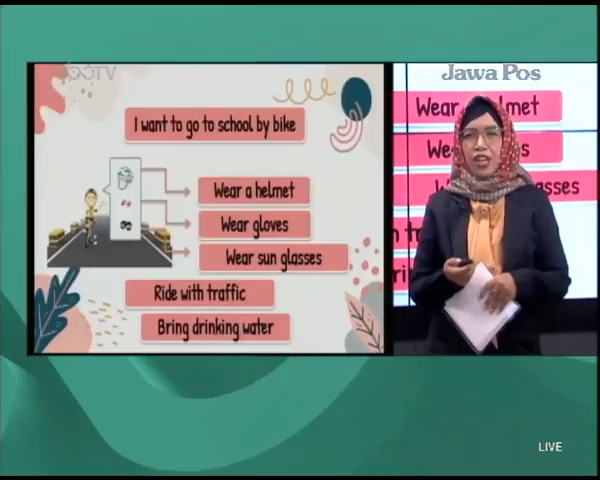 Jawa Pos
I want to go to school by bike
Wear a helmet
Wear gloves
Wear sun glasses
Ride with traffic
Bring drinking water
LIVE